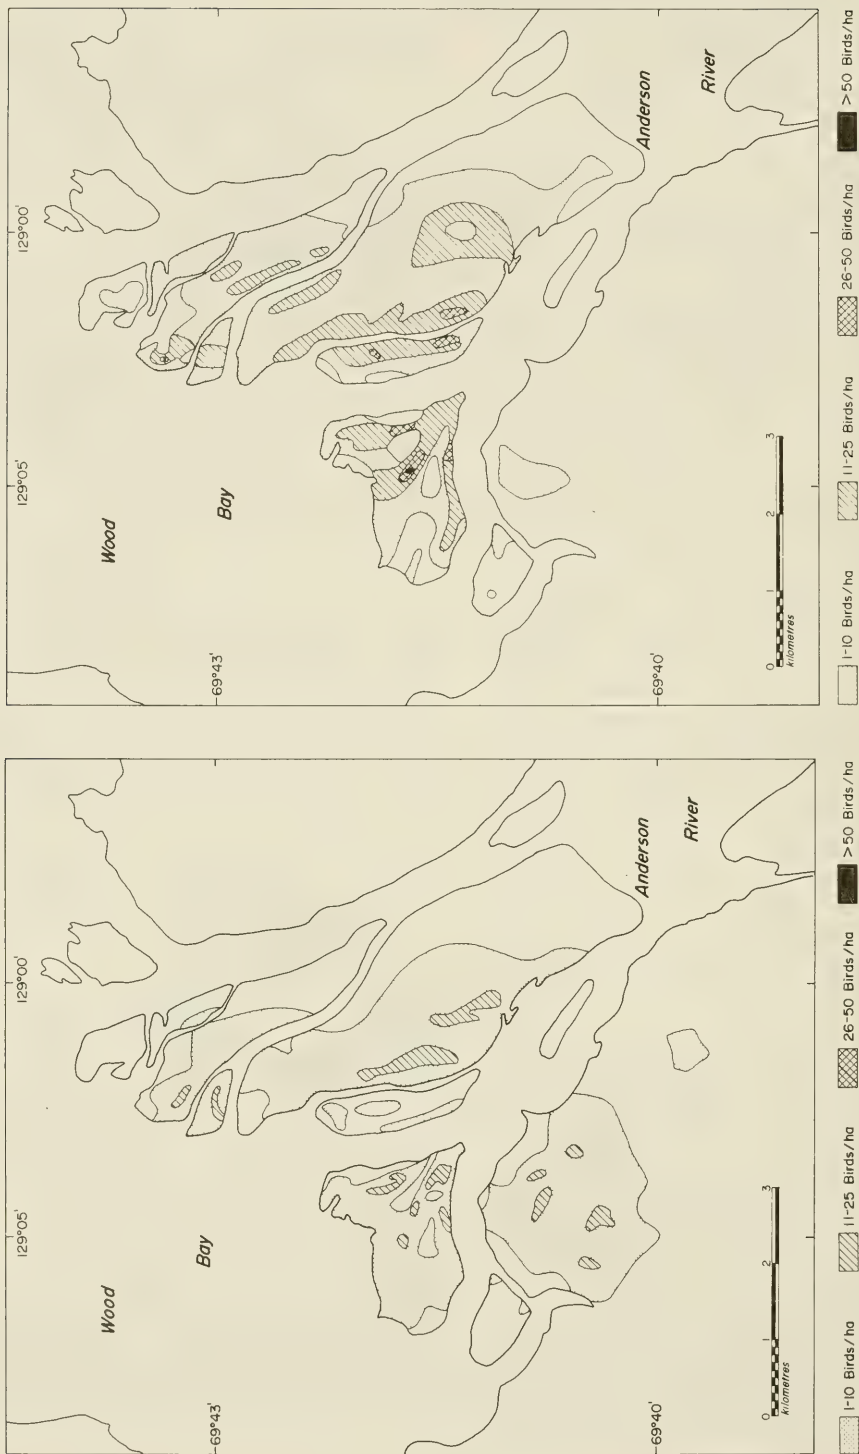 129°05'
129°00'
Wood
Bay
69°43'
69°40'
Anderson
River
0 1 2 3
kilometres
1-10 Birds/ha
11-25 Birds/ha
26-50 Birds/ha
>50 Birds/ha
129°05'
129°00'
Wood
Bay
69°43'
69°40'
Anderson
River
0 1 2 3
kilometres
1-10 Birds/ha
11-25 Birds/ha
26-50 Birds/ha
>50 Birds/ha